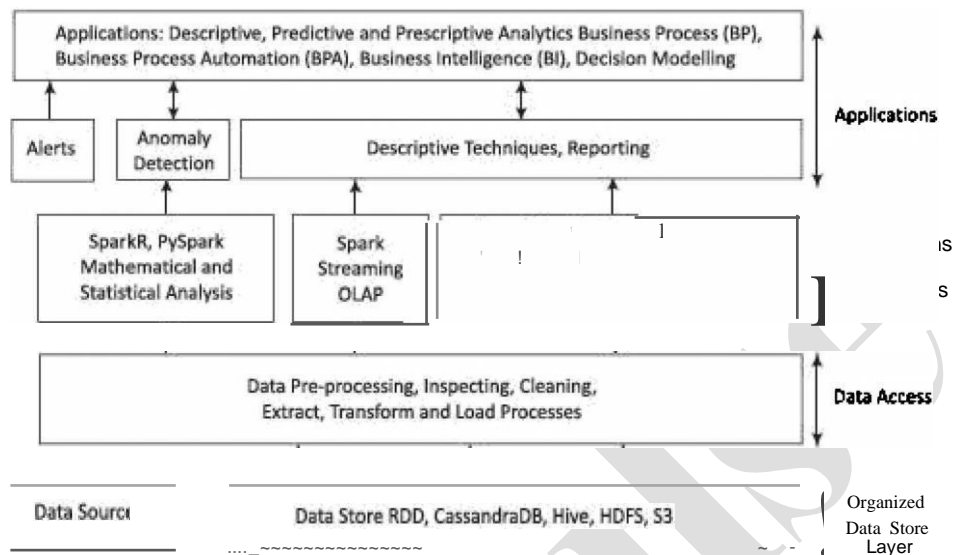 Applications: Descriptive, Predictive and Prescriptive Analytics Business Process (BP),
Business Process Automation (BPA), Business Intelligence (BI), Decision Modelling
Applications
Alerts
Anomaly
Detection
Descriptive Techniques, Reporting
SparkR, PySpark
Mathematical and
Statistical Analysis
Spark
Streaming
OLAP
Data Pre-processing, Inspecting, Cleaning,
Extract, Transform and Load Processes
Data Access
Data Source
Data Store RDD, CassandraDB, Hive, HDFS, S3
Organized
Data Store
Layer